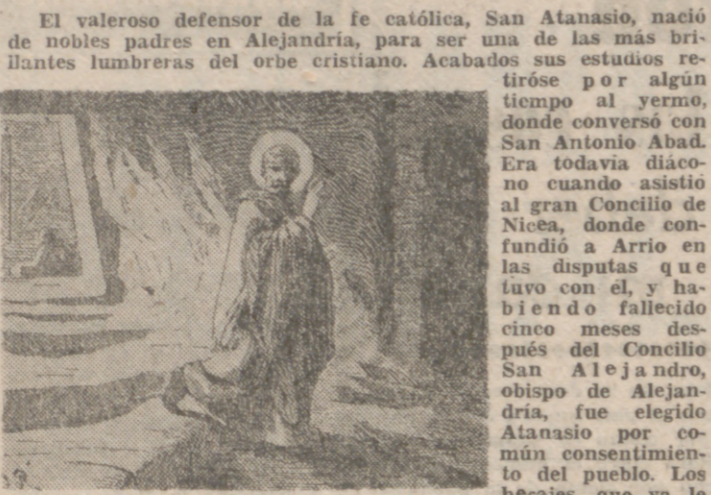 El valeroso defensor de la fe católica, San Atanasio, nació
de nobles padres en Alejandría, para ser una de las más bri-
llantes lumbreras del orbe cristiano. Acabados sus estudios re-
tiróse por algún
tiempo al yermo,
donde conversó con
San Antonio Abad.
Era todavía diáco-
no cuando asistió
al gran Concilio de
Nicea, donde con-
fundió a Arrio en
las disputas que
tuvo con él, y ha-
biendo fallecido
cinco meses des-
pués del Concilio
San Alejandro,
obispo de Alejan-
dría, fue elegido
Atanasio por co-
mún consentimien-
to del pueblo. Los
que ya le